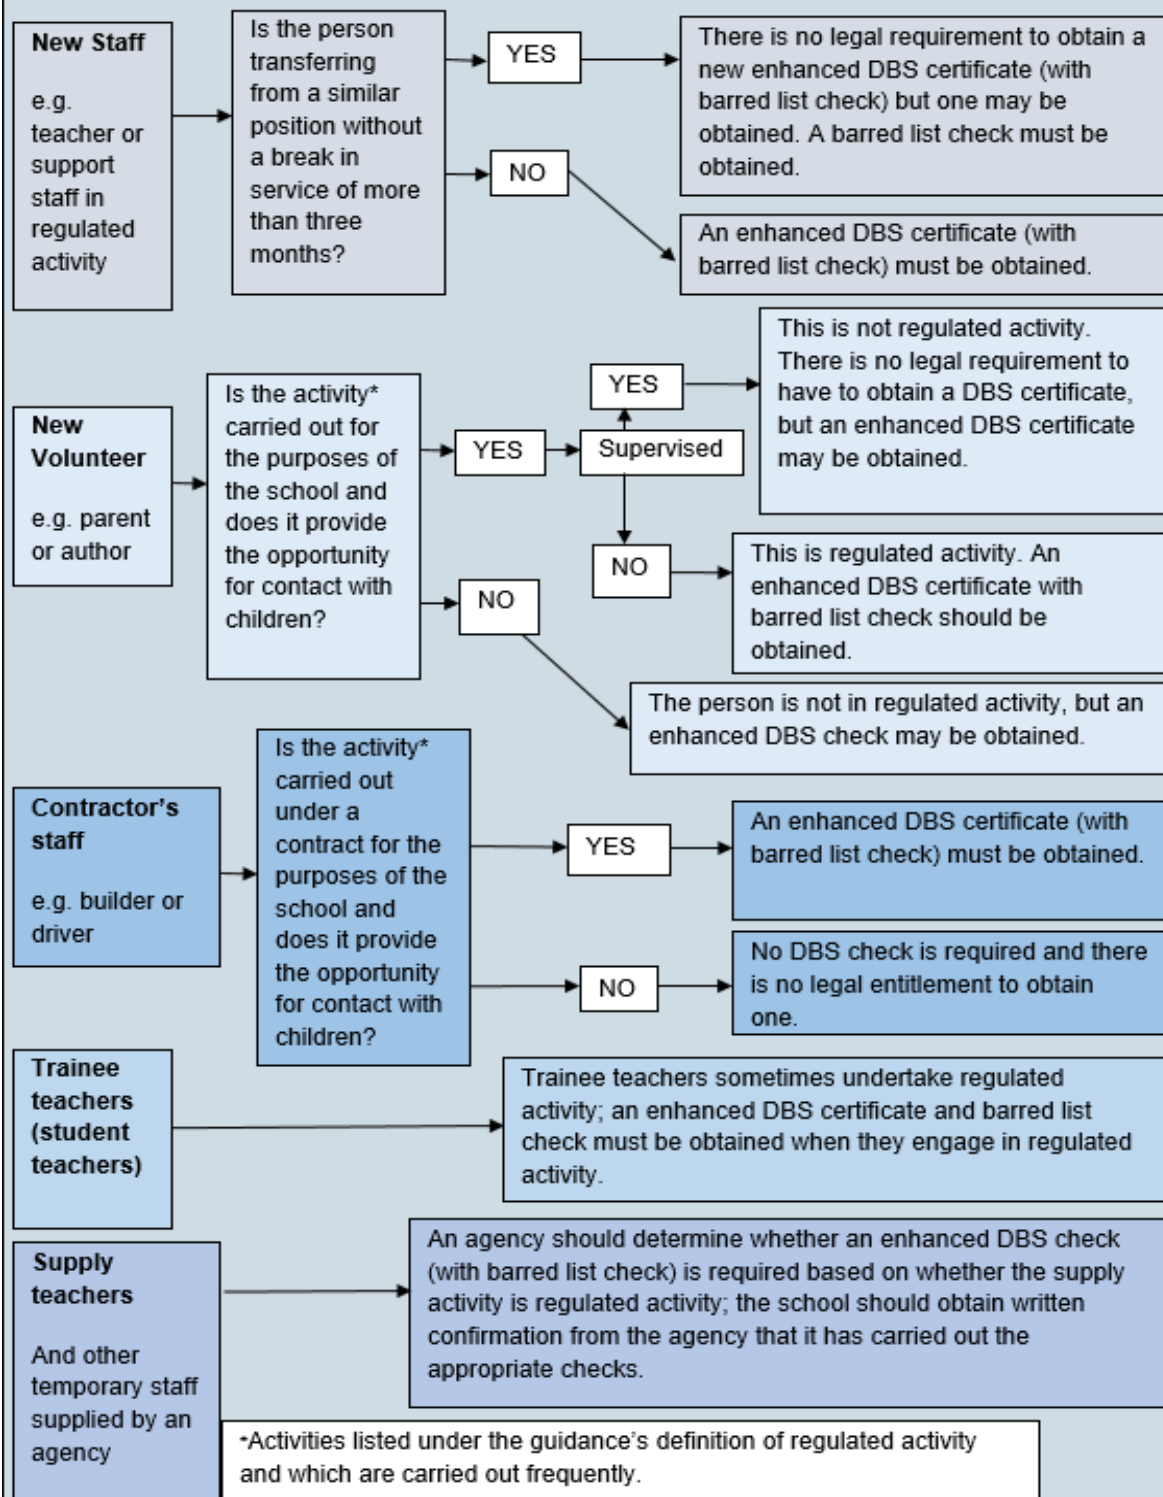 New Staff
e.g.
teacher or
support
staff in
regulated
activity
Is the person
transferring
from a similar
position without
a break in
service of more
than three
months?
YES
There is no legal requirement to obtain a
new enhanced DBS certificate (with
barred list check) but one may be
obtained. A barred list check must be
obtained.
NO
An enhanced DBS certificate (with
barred list check) must be obtained.
New
Volunteer
e.g. parent
or author
Is the activity*
carried out for
the purposes of
the school and
does it provide
the opportunity
for contact with
children?
YES
Supervised
YES
This is not regulated activity.
There is no legal requirement to
have to obtain a DBS certificate,
but an enhanced DBS certificate
may be obtained.
NO
This is regulated activity. An
enhanced DBS certificate with
barred list check should be
obtained.
NO
The person is not in regulated activity, but an
enhanced DBS check may be obtained.
Contractor's
staff
e.g. builder or
driver
Is the activity*
carried out
under a
contract for the
purposes of the
school and
does it provide
the opportunity
for contact with
children?
YES
An enhanced DBS certificate (with
barred list check) must be obtained.
NO
No DBS check is required and there
is no legal entitlement to obtain
one.
Trainee
teachers
(student
teachers)
Trainee teachers sometimes undertake regulated
activity; an enhanced DBS certificate and barred list
check must be obtained when they engage in regulated
activity.
Supply
teachers
And other
temporary staff
supplied by an
agency
An agency should determine whether an enhanced DBS check
(with barred list check) is required based on whether the supply
activity is regulated activity; the school should obtain written
confirmation from the agency that it has carried out the
appropriate checks.
*Activities listed under the guidance's definition of regulated activity
and which are carried out frequently.